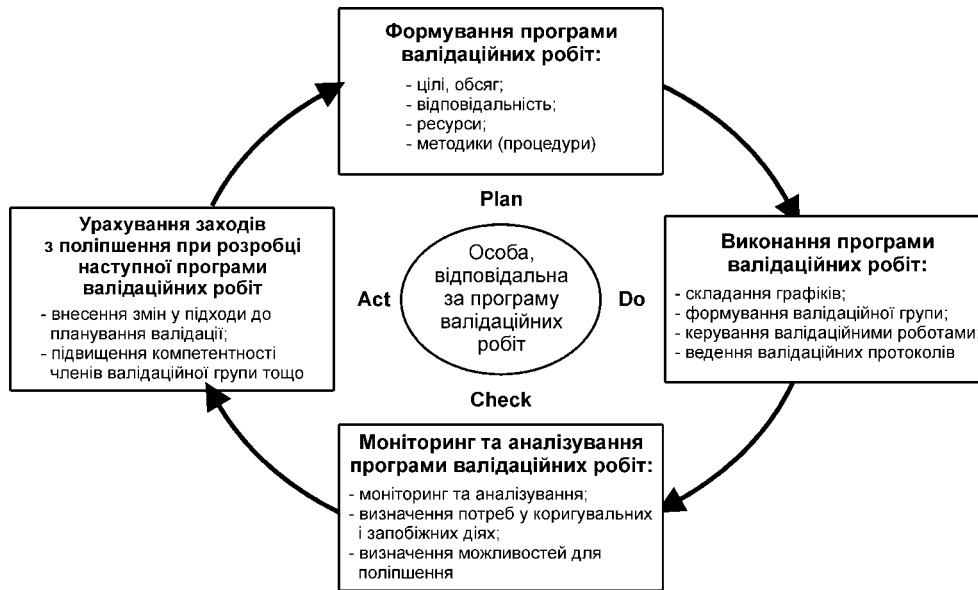 Формування програми
валідаційних робіт:
- цілі, обсяг;
- відповідальність;
- ресурси;
- методики (процедури)
Plan
Урахування заходів
з поліпшення при розробці
наступної програми
валідаційних робіт
- внесення змін у підходи до
планування валідації;
- підвищення компетентності
членів валідаційної групи тощо
Act
Особа,
відповідальна
за програму
валідаційних
робіт
Do
Виконання програми
валідаційних робіт:
- складання графіків;
- формування валідаційної групи;
- керування валідаційними роботами;
- ведення валідаційних протоколів
Check
Моніторинг та аналізування
програми валідаційних робіт:
- моніторинг та аналізування;
- визначення потреб у коригувальних
і запобіжних діях;
- визначення можливостей для
поліпшення